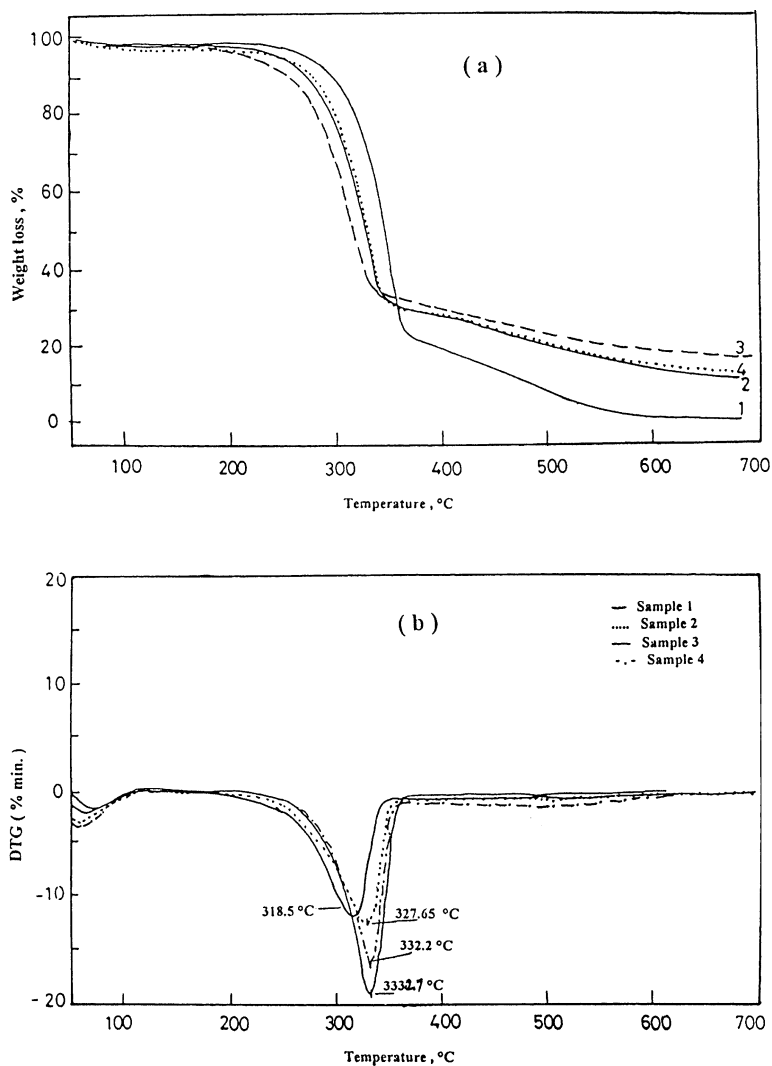 100
80
60
40
20
0
Weight loss , %
( a )
3
4
2
1
100 200 300 400 500 600 700
Temperature , °C
20
10
5
0
-10
-20
DTG ( % min. )
( b )
Sample 1
Sample 2
Sample 3
Sample 4
318.5 °C
327.65 °C
332.2 °C
100 200 300 400 500 600 700
Temperature , °C